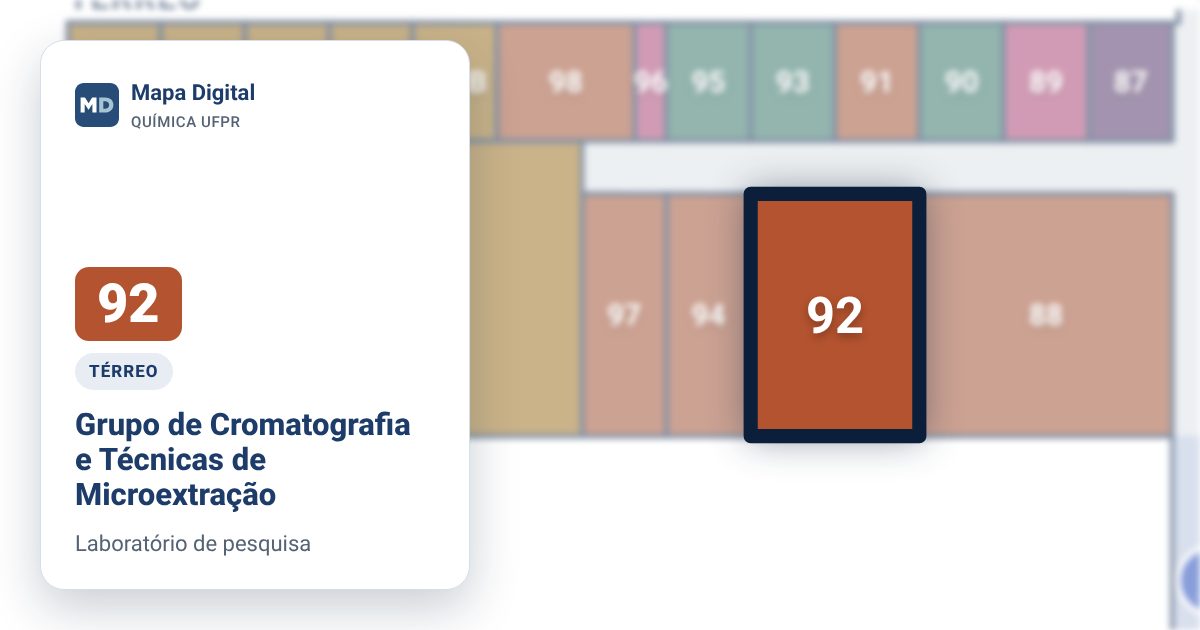 MD
Mapa Digital
QUÍMICA UFPR
92
TÉRREO
Grupo de Cromatografia
e Técnicas de
Microextração
Laboratório de pesquisa
98 96 95 93 91 90 89 87
97 94 92 88